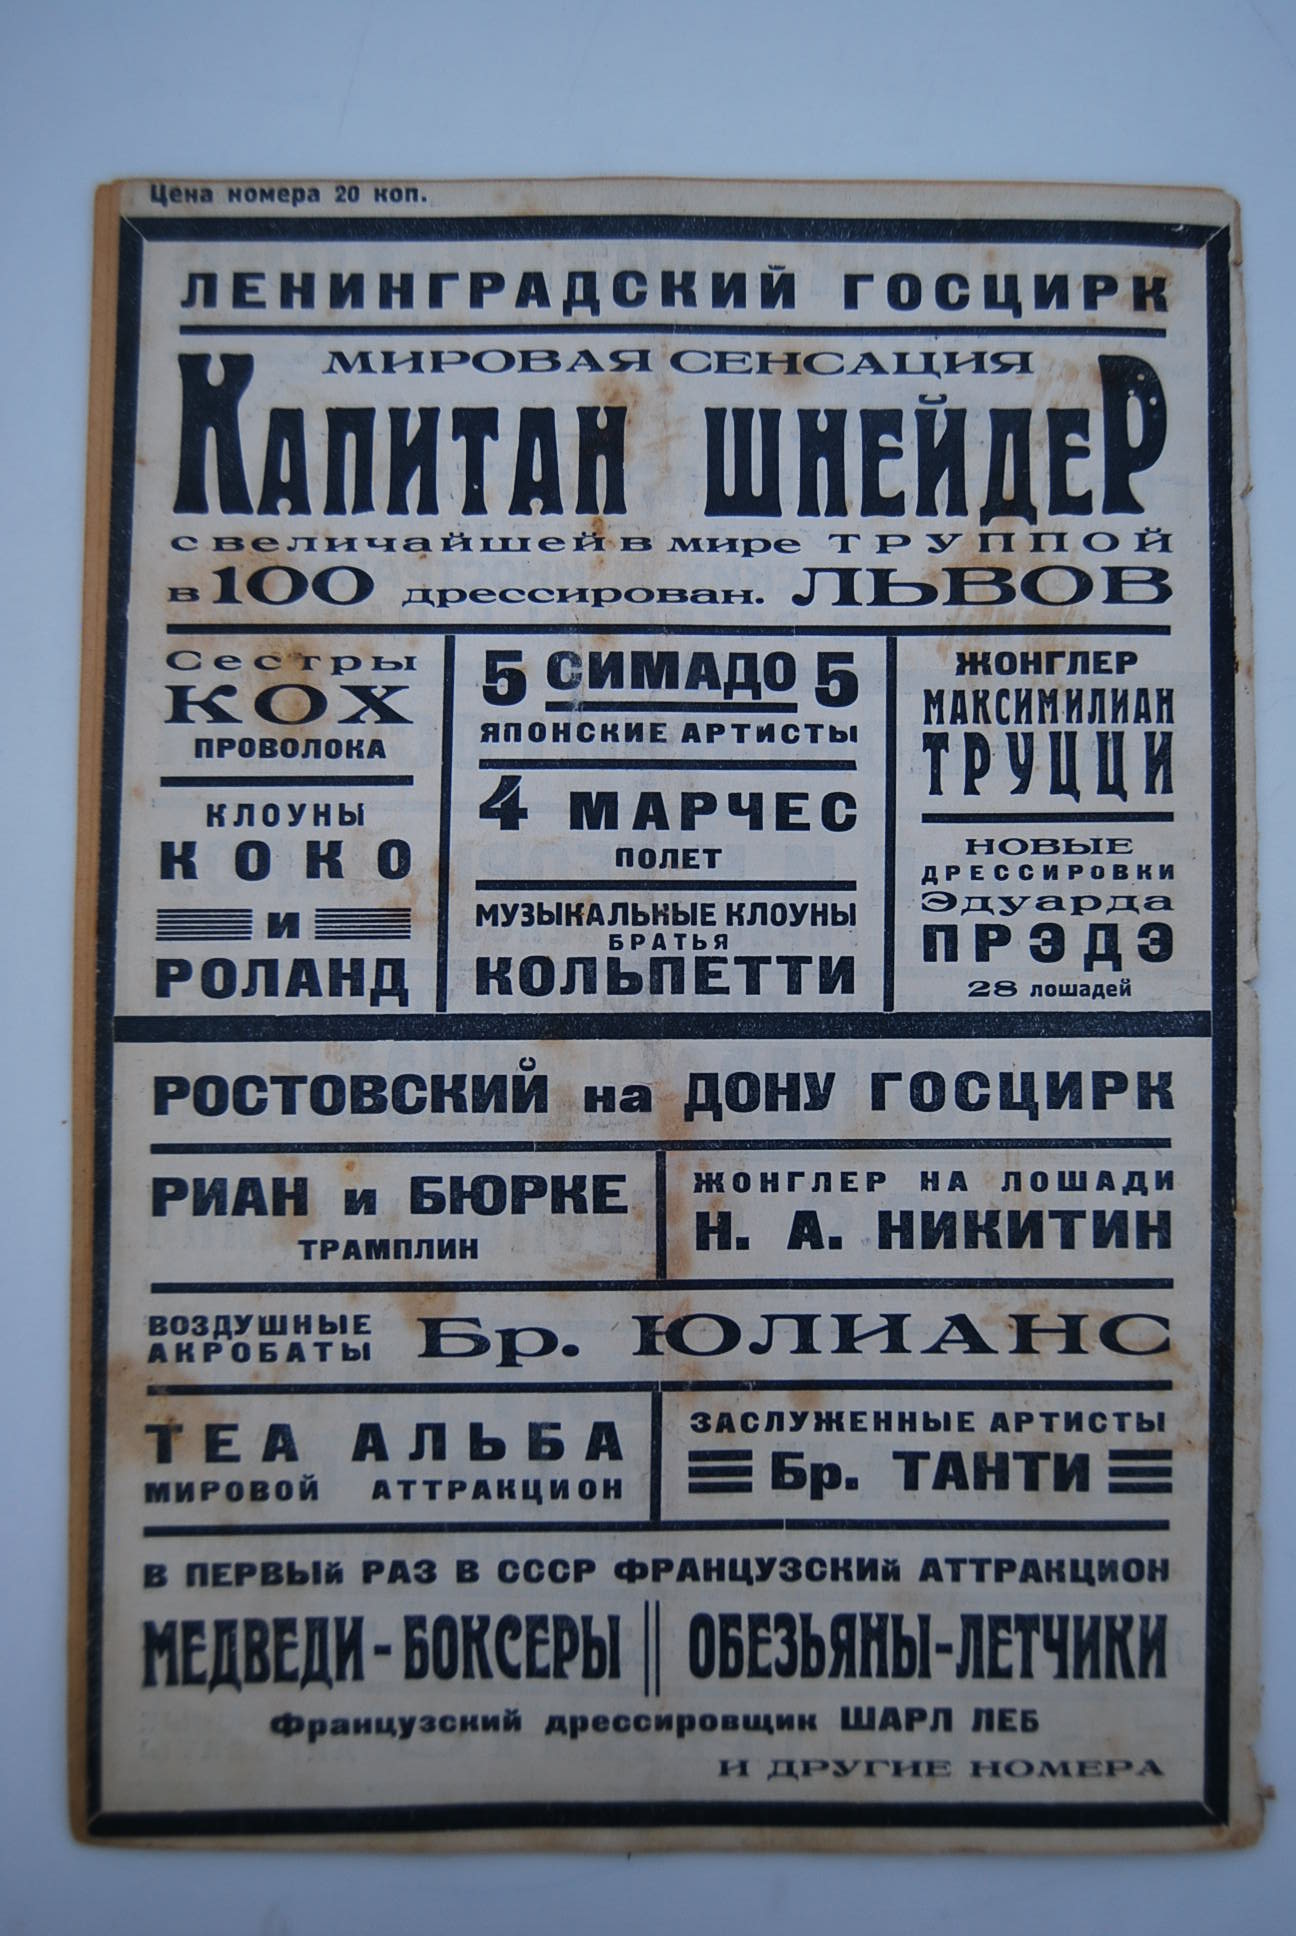 Цена номера 20 коп.
ЛЕНИНГРАДСКИЙ ГОСЦИРК
МИРОВАЯ СЕНСАЦИЯ
КАПИТАН ШНЕЙДЕР
с величайшей в мире ТРУППОЙ
в 100 дрессирован. ЛЬВОВ
Сестры
КОХ
ПРОВОЛОКА
КЛОУНЫ
КОКО
И
РОЛАНД
5 СИМАДО 5
ЯПОНСКИЕ АРТИСТЫ
4 МАРЧЕС
ПОЛЕТ
МУЗЫКАЛЬНЫЕ КЛОУНЫ
БРАТЬЯ
КОЛЬПЕТТИ
ЖОНГЛЕР
МАКСИМИЛИАН
ТРУЦЦИ
НОВЫЕ
ДРЕССИРОВКИ
Эдуарда
ПРЭДЭ
28 лошадей
РОСТОВСКИЙ на ДОНУ ГОСЦИРК
РИАН и БЮРКЕ
ТРАМПЛИН
ЖОНГЛЕР НА ЛОШАДИ
Н. А. НИКИТИН
ВОЗДУШНЫЕ
АКРОБАТЫ
Бр. ЮЛИАНС
ТЕА АЛЬБА
МИРОВОЙ АТТРАКЦИОН
ЗАСЛУЖЕННЫЕ АРТИСТЫ
Бр. ТАНТИ
В ПЕРВЫЙ РАЗ В СССР ФРАНЦУЗСКИЙ АТТРАКЦИОН
МЕДВЕДИ-БОКСЕРЫ || ОБЕЗЬЯНЫ-ЛЕТЧИКИ
Французский дрессировщик ШАРЛ ЛЕБ
И ДРУГИЕ НОМЕРА